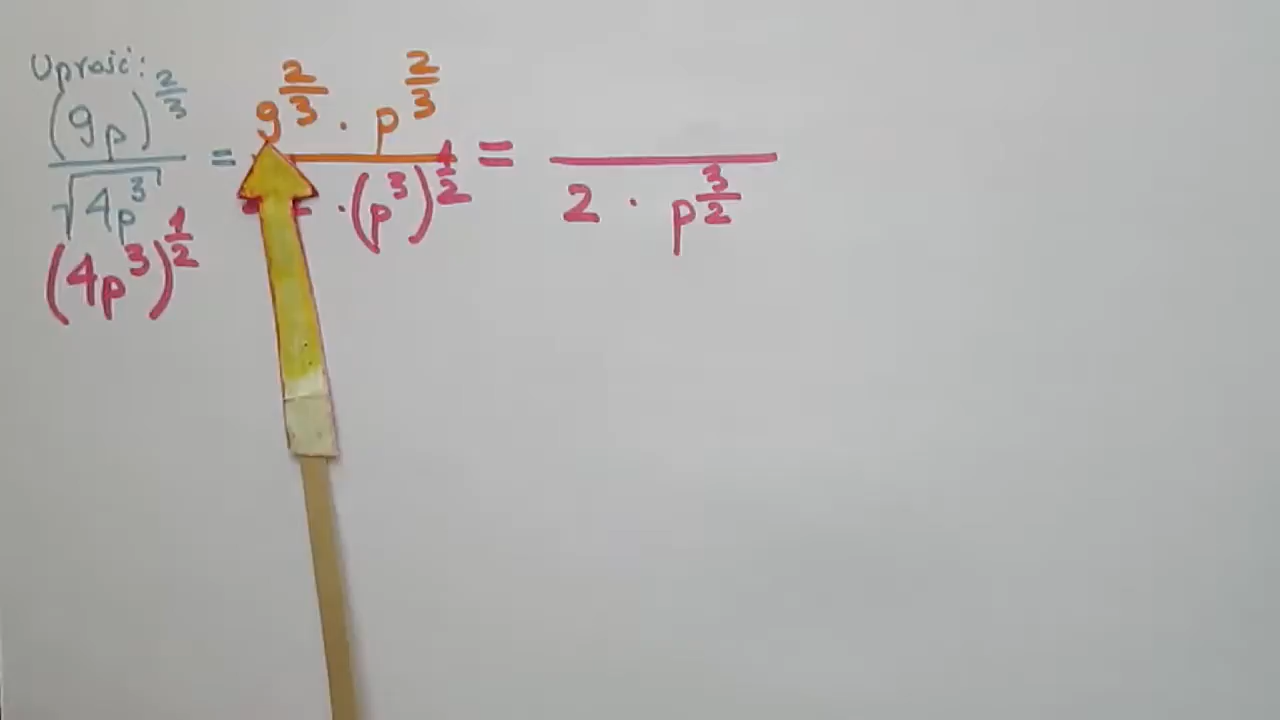 Uprość:
(9p)^(2/3) / √(4p^3) = 9^(2/3) · p^(2/3) / · (p^3)^(1/2) = / 2 · p^(3/2)
(4p^3)^(1/2)